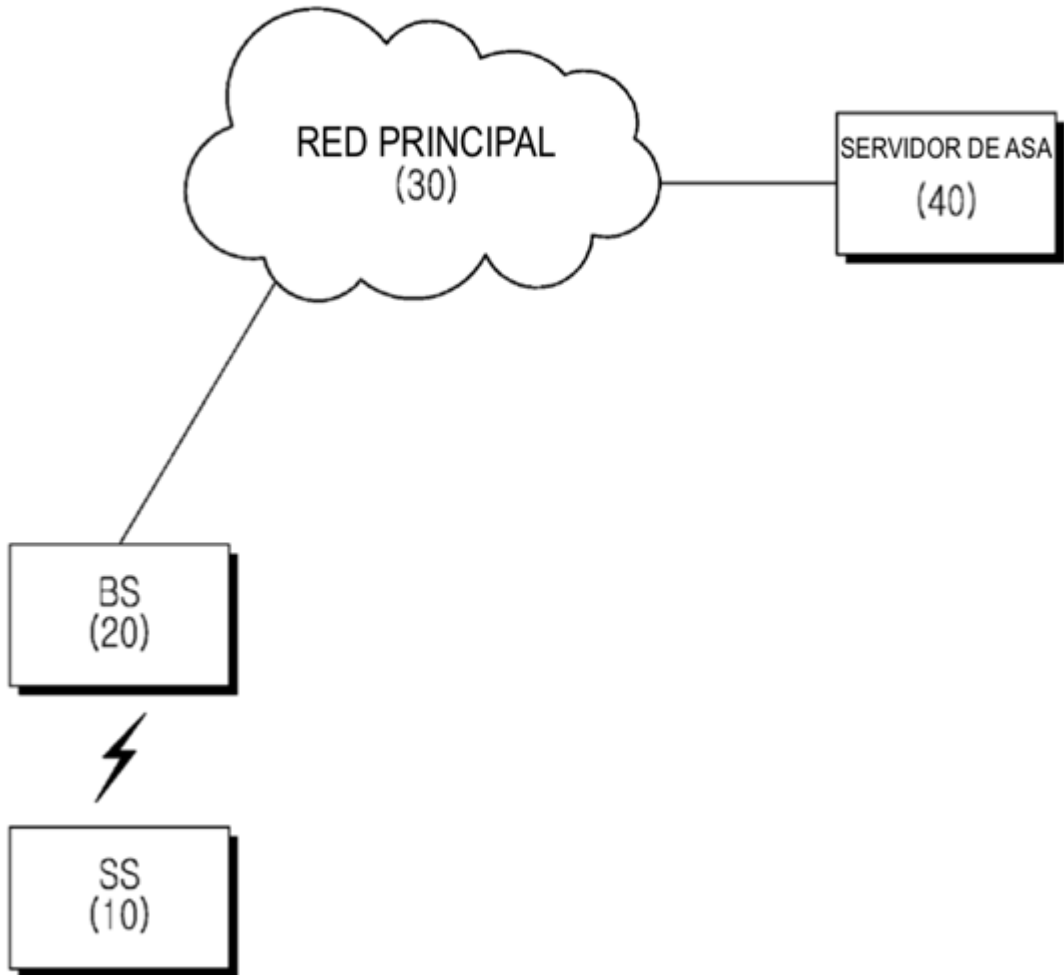 RED PRINCIPAL
(30)
SERVIDOR DE ASA
(40)
BS
(20)
SS
(10)